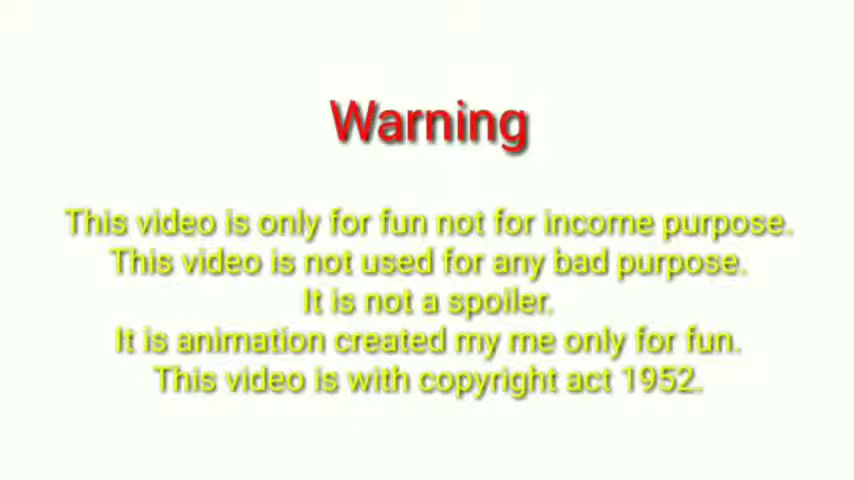 Warning
This video is only for fun not for income purpose.
This video is not used for any bad purpose.
It is not a spoiler.
It is animation created my me only for fun.
This video is with copyright act 1952.